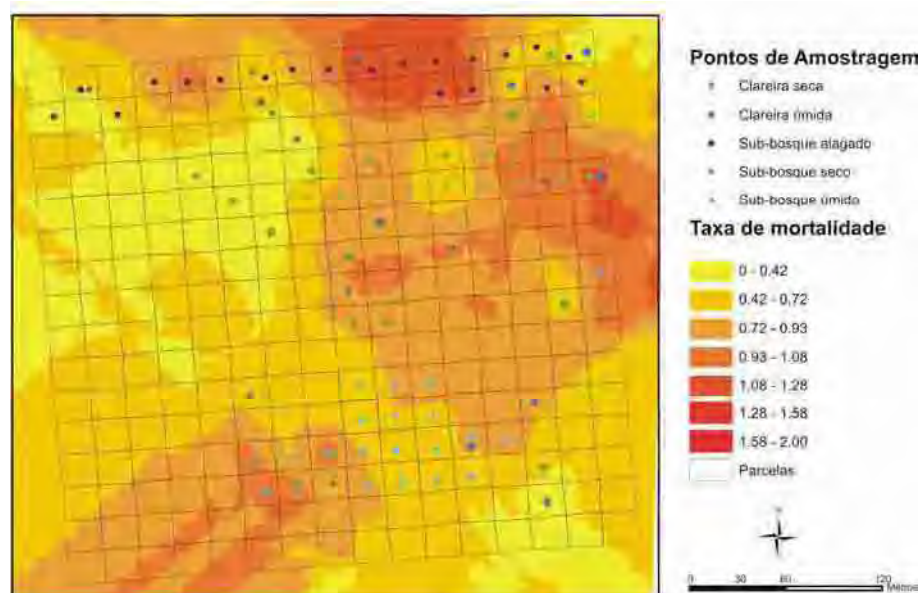 Pontos de Amostragem
Clareira seca
Clareira úmida
Sub-bosque alagado
Sub-bosque seco
Sub-bosque úmido
Taxa de mortalidade
0 - 0.42
0.42 - 0.72
0.72 - 0.93
0.93 - 1.08
1.08 - 1.28
1.28 - 1.58
1.58 - 2.00
Parcelas
0 30 60 120
Metros